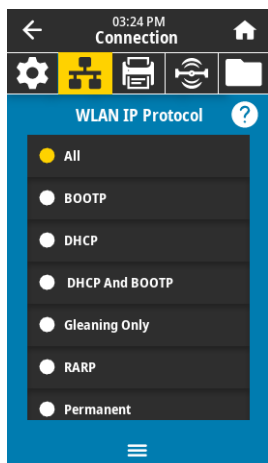 03:24 PM
Connection
WLAN IP Protocol
?
All
BOOTP
DHCP
DHCP And BOOTP
Gleaning Only
RARP
Permanent